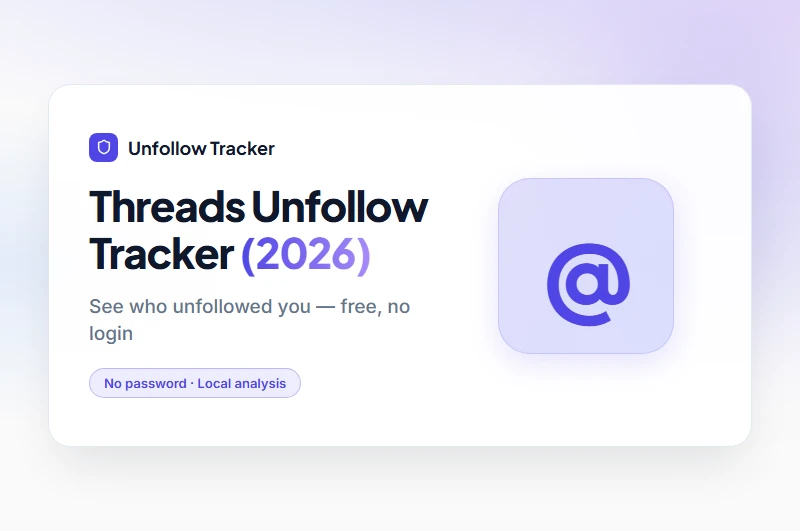 Unfollow Tracker
Threads Unfollow
Tracker (2026)
See who unfollowed you — free, no
login
No password · Local analysis
@